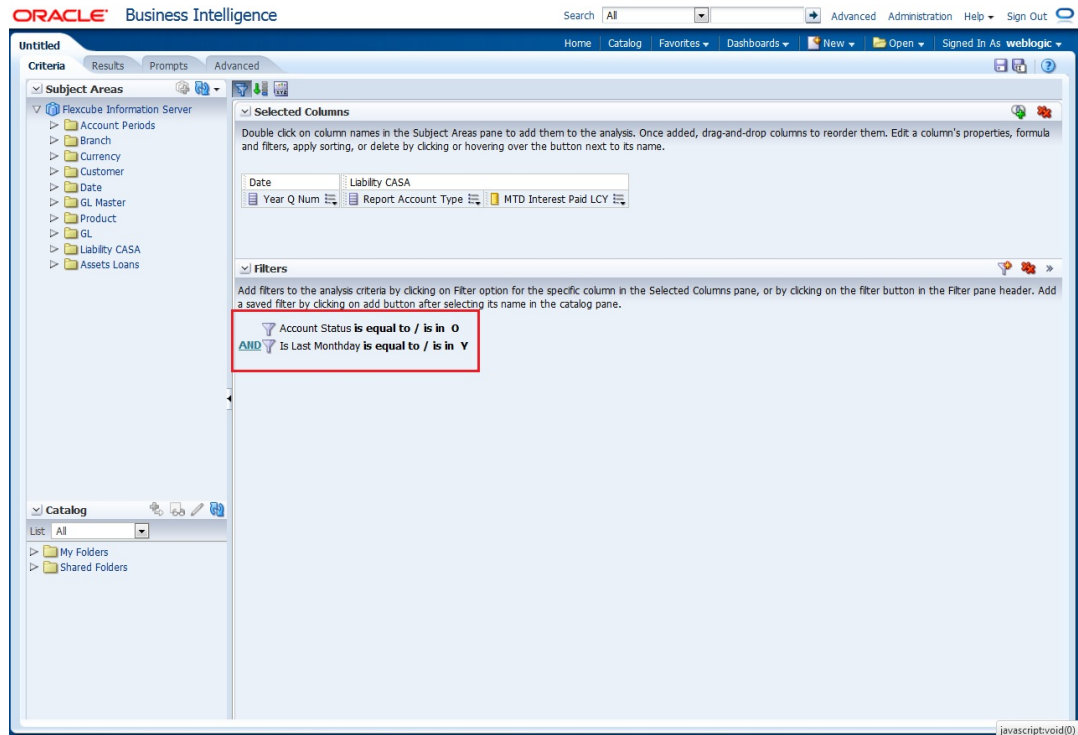 ORACLE Business Intelligence
Search All Advanced Administration Help Sign Out
Untitled
Home Catalog Favorites Dashboards New Open Signed In As weblogic
Criteria Results Prompts Advanced
Subject Areas
Flexcube Information Server
Account Periods
Branch
Currency
Customer
Date
GL Master
Product
GL
Liability CASA
Assets Loans
Selected Columns
Double click on column names in the Subject Areas pane to add them to the analysis. Once added, drag-and-drop columns to reorder them. Edit a column's properties, formula
and filters, apply sorting, or delete by clicking or hovering over the button next to its name.
Date Liability CASA
Year Q Num Report Account Type MTD Interest Paid LCY
Filters
Add filters to the analysis criteria by clicking on Filter option for the specific column in the Selected Columns pane, or by clicking on the filter button in the Filter pane header. Add
a saved filter by clicking on add button after selecting its name in the catalog pane.
Account Status is equal to / is in O
AND Is Last Monthday is equal to / is in Y
Catalog
List All
My Folders
Shared Folders
javascript:void(0)